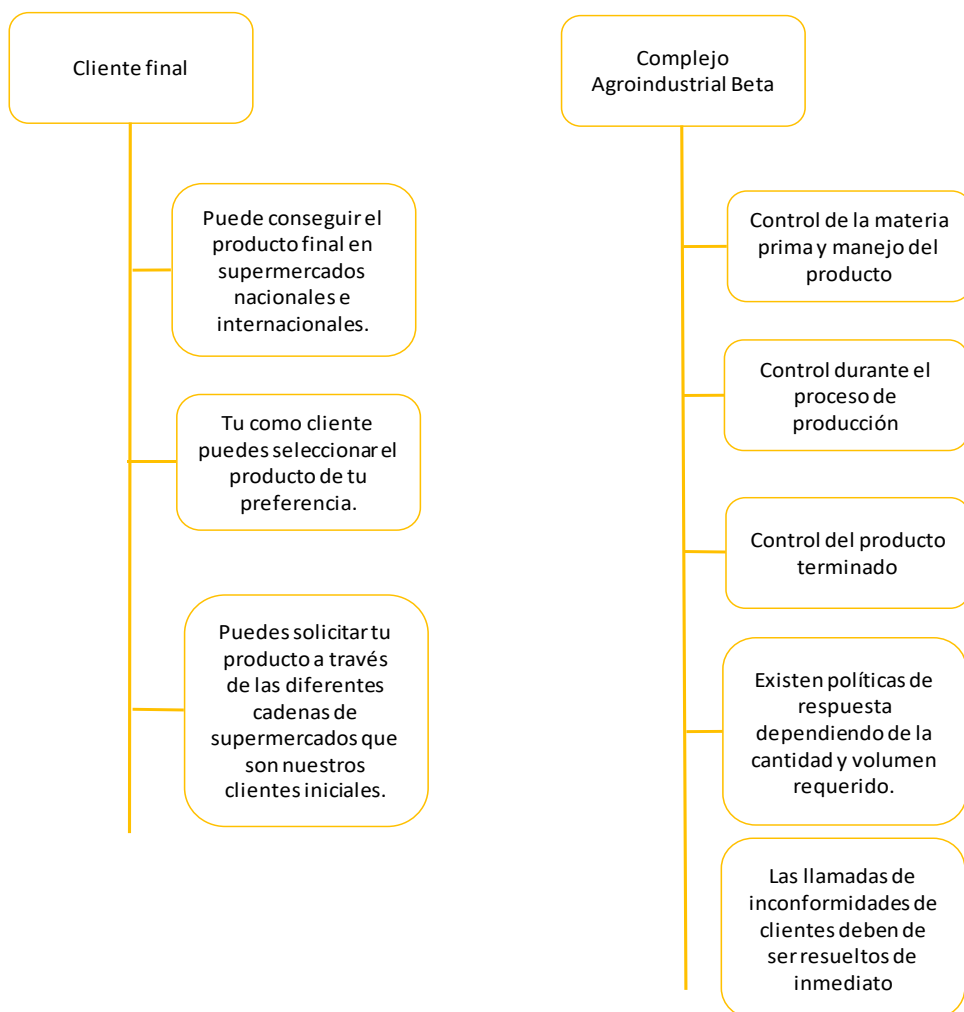 Cliente final
Puede conseguir el
producto final en
supermercados
nacionales e
internacionales.
Tu como cliente
puedes seleccionar el
producto de tu
preferencia.
Puedes solicitar tu
producto a través
de las diferentes
cadenas de
supermercados que
son nuestros
clientes iniciales.
Complejo
Agroindustrial Beta
Control de la materia
prima y manejo del
producto
Control durante el
proceso de
producción
Control del producto
terminado
Existen políticas de
respuesta
dependiendo de la
cantidad y volumen
requerido.
Las llamadas de
inconformidades de
clientes deben de
ser resueltos de
inmediato